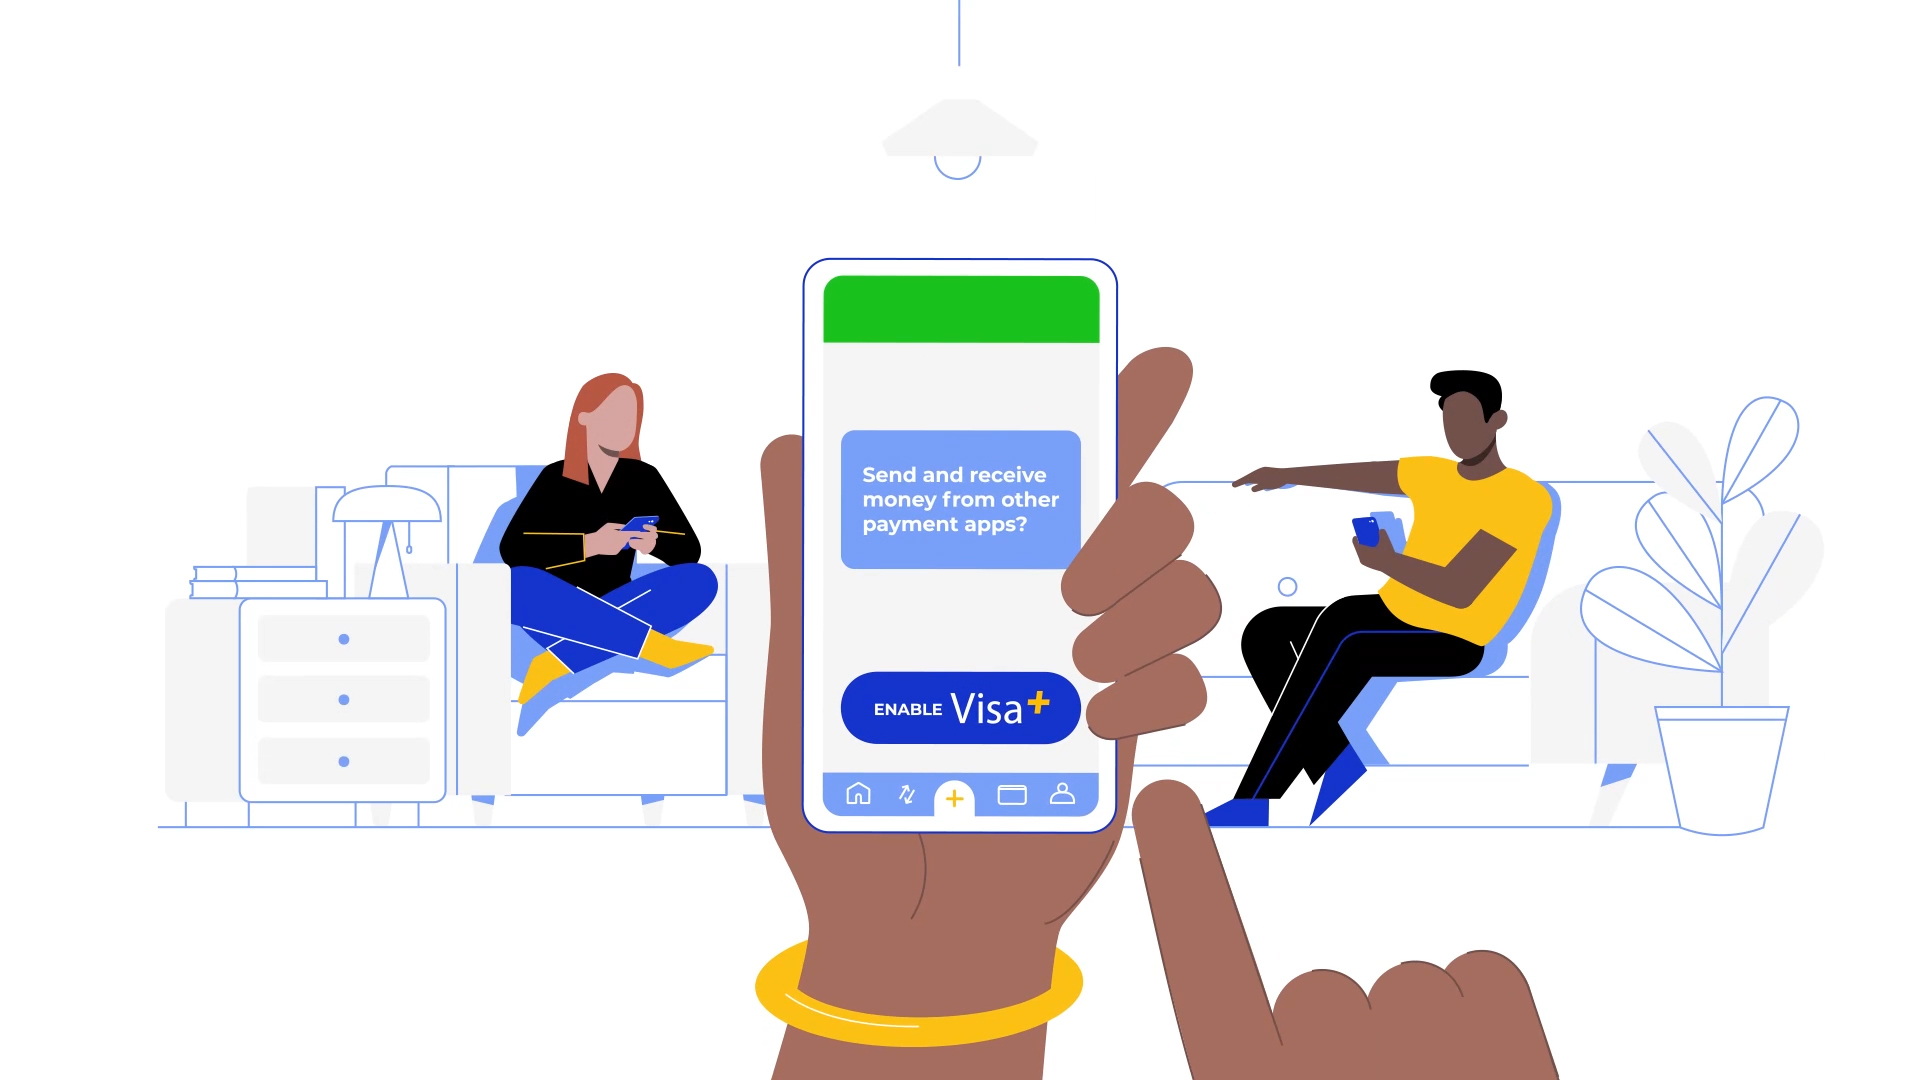 Send and receive
money from other
payment apps?
ENABLE Visa+